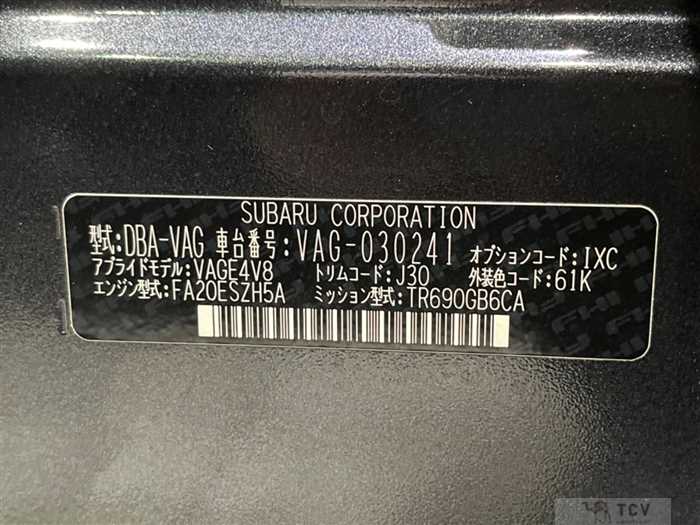 SUBARU CORPORATION
型式:DBA-VAG 車台番号:VAG-030241 オプションコード:IXC
アプライドモデル:VAGE4V8 トリムコード:J30 外装色コード:61K
エンジン型式:FA20ESZH5A ミッション型式:TR690GB6CA
TCV